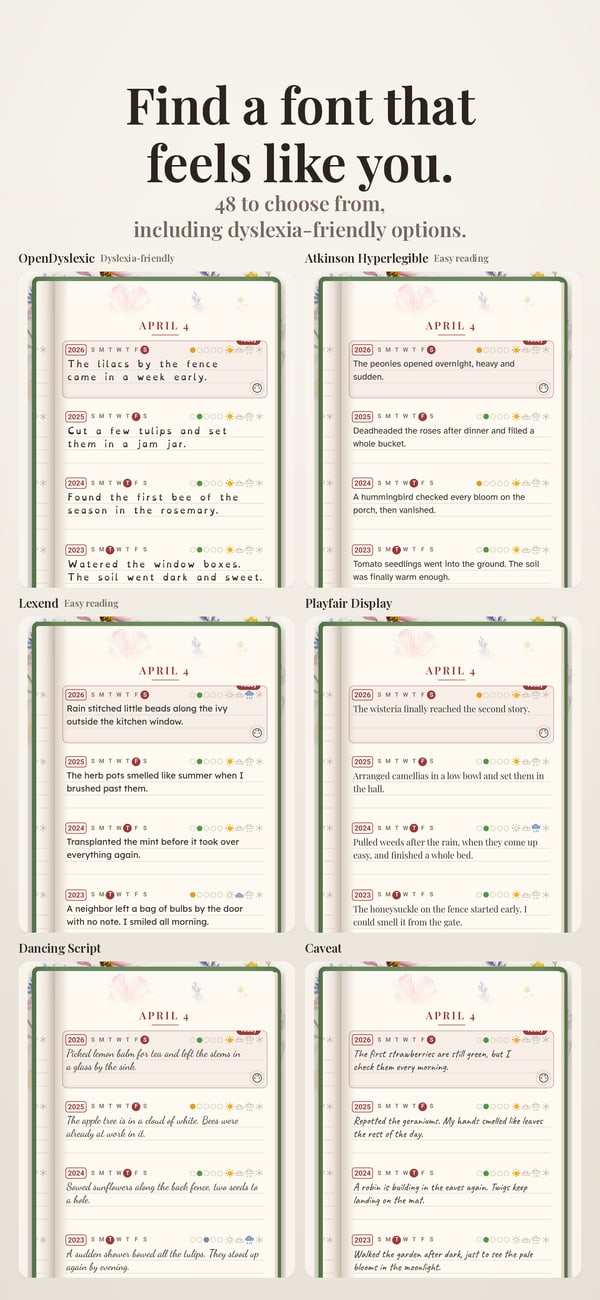 Find a font that
feels like you.
48 to choose from,
including dyslexia-friendly options.
OpenDyslexic Dyslexia-friendly
APRIL 4
2026 S M T W T F S
The lilacs by the fence
came in a week early.
2025 S M T W T F S
Cut a few tulips and set
them in a jam jar.
2024 S M T W T F S
Found the first bee of the
season in the rosemary.
2023 S M T W T F S
Watered the window boxes.
The soil went dark and sweet.
Atkinson Hyperlegible Easy reading
APRIL 4
2026 S M T W T F S
The peonies opened overnight, heavy and
sudden.
2025 S M T W T F S
Deadheaded the roses after dinner and filled a
whole bucket.
2024 S M T W T F S
A hummingbird checked every bloom on the
porch, then vanished.
2023 S M T W T F S
Tomato seedlings went into the ground. The soil
was finally warm enough.
Lexend Easy reading
APRIL 4
2026 S M T W T F S
Rain stitched little beads along the ivy
outside the kitchen window.
2025 S M T W T F S
The herb pots smelled like summer when I
brushed past them.
2024 S M T W T F S
Transplanted the mint before it took over
everything again.
2023 S M T W T F S
A neighbor left a bag of bulbs by the door
with no note. I smiled all morning.
Playfair Display
APRIL 4
2026 S M T W T F S
The wisteria finally reached the second story.
2025 S M T W T F S
Arranged camellias in a low bowl and set them in
the hall.
2024 S M T W T F S
Pulled weeds after the rain, when they come up
easy, and finished a whole bed.
2023 S M T W T F S
The honeysuckle on the fence started early. I
could smell it from the gate.
Dancing Script
APRIL 4
2026 S M T W T F S
Picked lemon balm for tea and left the stems in
a glass by the sink.
2025 S M T W T F S
The apple tree is in a cloud of white. Bees were
already at work in it.
2024 S M T W T F S
Sowed sunflowers along the back fence, two seeds to
a hole.
2023 S M T W T F S
A sudden shower bowed all the tulips. They stood up
again by evening.
Caveat
APRIL 4
2026 S M T W T F S
The first strawberries are still green, but I
check them every morning.
2025 S M T W T F S
Repotted the geraniums. My hands smelled like leaves
the rest of the day.
2024 S M T W T F S
A robin is building in the eaves again. Twigs keep
landing on the mat.
2023 S M T W T F S
Walked the garden after dark, just to see the pale
blooms in the moonlight.